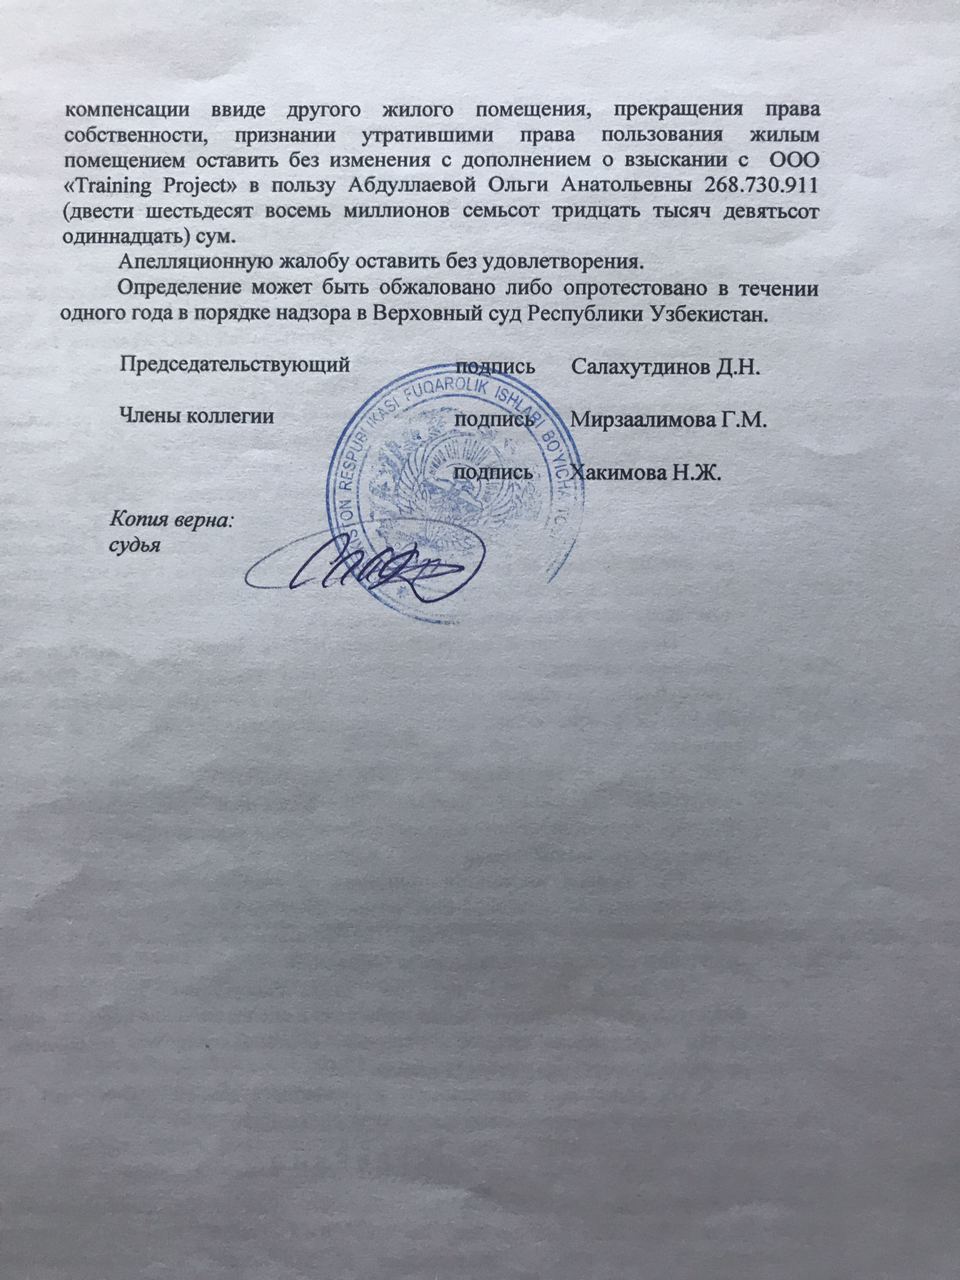 компенсации ввиде другого жилого помещения, прекращения права
собственности, признании утратившими права пользования жилым
помещением оставить без изменения с дополнением о взыскании с ООО
«Training Project» в пользу Абдуллаевой Ольги Анатольевны 268.730.911
(двести шестьдесят восемь миллионов семьсот тридцать тысяч девятьсот
одиннадцать) сум.
Апелляционную жалобу оставить без удовлетворения.
Определение может быть обжаловано либо опротестовано в течении
одного года в порядке надзора в Верховный суд Республики Узбекистан.
Председательствующий подпись Салахутдинов Д.Н.
Члены коллегии подпись Мирзаалимова Г.М.
подпись Хакимова Н.Ж.
KISTON RESPUBLIKASI FUQAROLIK ISHLARI BO'YICHA TO
Копия верна:
судья